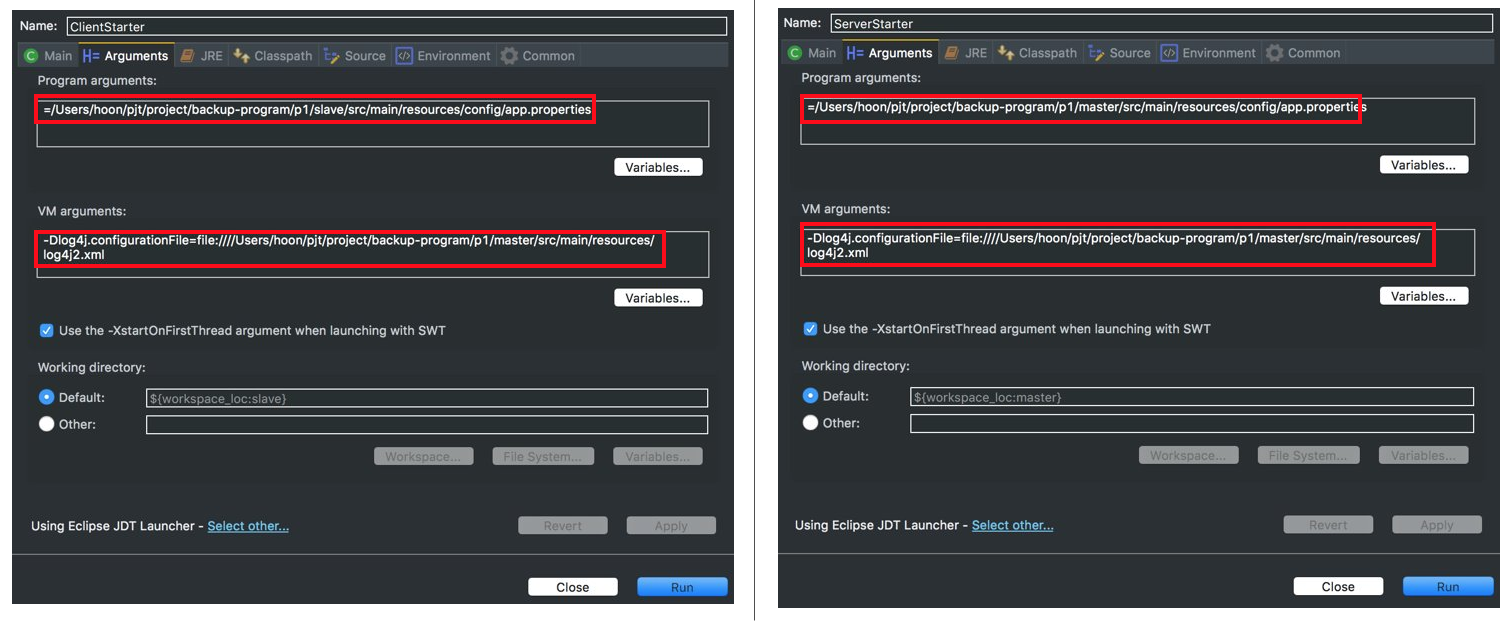 Name: ClientStarter
Main Arguments JRE Classpath Source Environment Common
Program arguments:
=/Users/hoon/pjt/project/backup-program/p1/slave/src/main/resources/config/app.properties
Variables...
VM arguments:
-Dlog4j.configurationFile=file:////Users/hoon/pjt/project/backup-program/p1/master/src/main/resources/
log4j2.xml
Variables...
Use the -XstartOnFirstThread argument when launching with SWT
Working directory:
Default: ${workspace_loc:slave}
Other:
Workspace... File System... Variables...
Using Eclipse JDT Launcher - Select other...
Revert Apply
Close Run
Name: ServerStarter
Main Arguments JRE Classpath Source Environment Common
Program arguments:
=/Users/hoon/pjt/project/backup-program/p1/master/src/main/resources/config/app.properties
Variables...
VM arguments:
-Dlog4j.configurationFile=file:////Users/hoon/pjt/project/backup-program/p1/master/src/main/resources/
log4j2.xml
Variables...
Use the -XstartOnFirstThread argument when launching with SWT
Working directory:
Default: ${workspace_loc:master}
Other:
Workspace... File System... Variables...
Using Eclipse JDT Launcher - Select other...
Revert Apply
Close Run